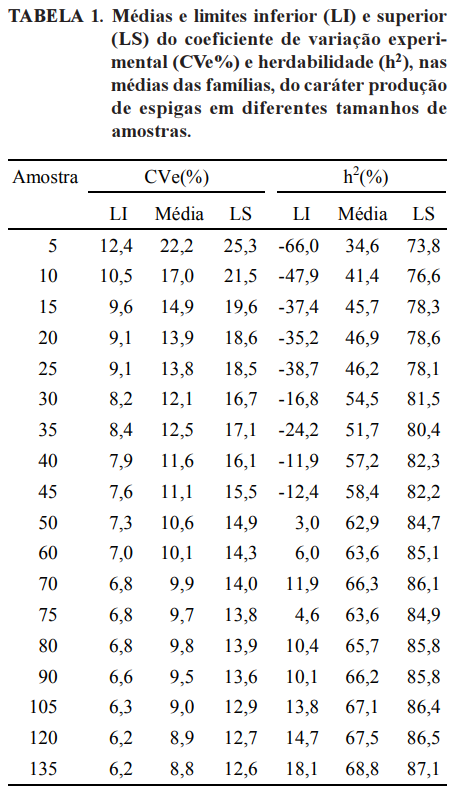 TABELA 1. Médias e limites inferior (LI) e superior
(LS) do coeficiente de variação experi-
mental (CVe%) e herdabilidade (h²), nas
médias das famílias, do caráter produção
de espigas em diferentes tamanhos de
amostras.
Amostra CVe(%) h²(%)
LI Média LS LI Média LS
5 12,4 22,2 25,3 -66,0 34,6 73,8
10 10,5 17,0 21,5 -47,9 41,4 76,6
15 9,6 14,9 19,6 -37,4 45,7 78,3
20 9,1 13,9 18,6 -35,2 46,9 78,6
25 9,1 13,8 18,5 -38,7 46,2 78,1
30 8,2 12,1 16,7 -16,8 54,5 81,5
35 8,4 12,5 17,1 -24,2 51,7 80,4
40 7,9 11,6 16,1 -11,9 57,2 82,3
45 7,6 11,1 15,5 -12,4 58,4 82,2
50 7,3 10,6 14,9 3,0 62,9 84,7
60 7,0 10,1 14,3 6,0 63,6 85,1
70 6,8 9,9 14,0 11,9 66,3 86,1
75 6,8 9,7 13,8 4,6 63,6 84,9
80 6,8 9,8 13,9 10,4 65,7 85,8
90 6,6 9,5 13,6 10,1 66,2 85,8
105 6,3 9,0 12,9 13,8 67,1 86,4
120 6,2 8,9 12,7 14,7 67,5 86,5
135 6,2 8,8 12,6 18,1 68,8 87,1